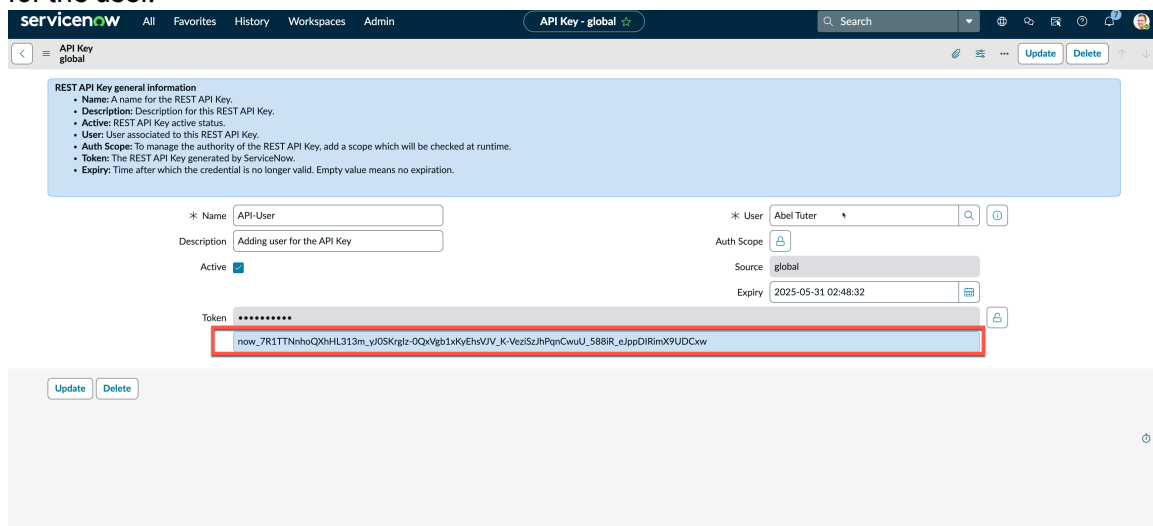 for the user.
servicenow All Favorites History Workspaces Admin API Key - global Search 7
API Key
global
Update Delete
REST API Key general information
• Name: A name for the REST API Key.
• Description: Description for this REST API Key.
• Active: REST API Key active status.
• User: User associated to this REST API Key.
• Auth Scope: To manage the authority of the REST API Key, add a scope which will be checked at runtime.
• Token: The REST API Key generated by ServiceNow.
• Expiry: Time after which the credential is no longer valid. Empty value means no expiration.
Name API-User User Abel Tuter
Description Adding user for the API Key Auth Scope
Active Source global
Expiry 2025-05-31 02:48:32
Token ••••••••••
now_7R1TTNnhoQXhHL313m_yJ0SKrglz-0QxVgb1xKyEhsVJV_K-VeziSzJhPqnCwuU_588iR_eJppDIRimX9UDCxw
Update Delete